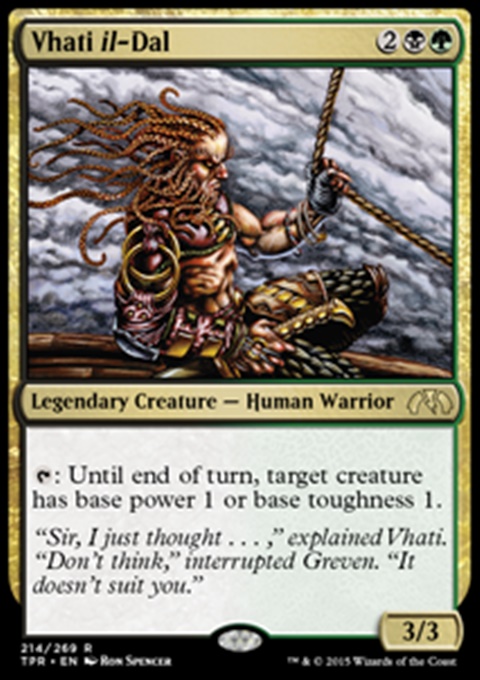 Vhati il-Dal 2
Legendary Creature — Human Warrior
: Until end of turn, target creature
has base power 1 or base toughness 1.
“Sir, I just thought . . . ,” explained Vhati.
“Don’t think,” interrupted Greven. “It
doesn’t suit you.”
3/3
214/269 R
TPR • EN Ron Spencer
™ & © 2015 Wizards of the Coast